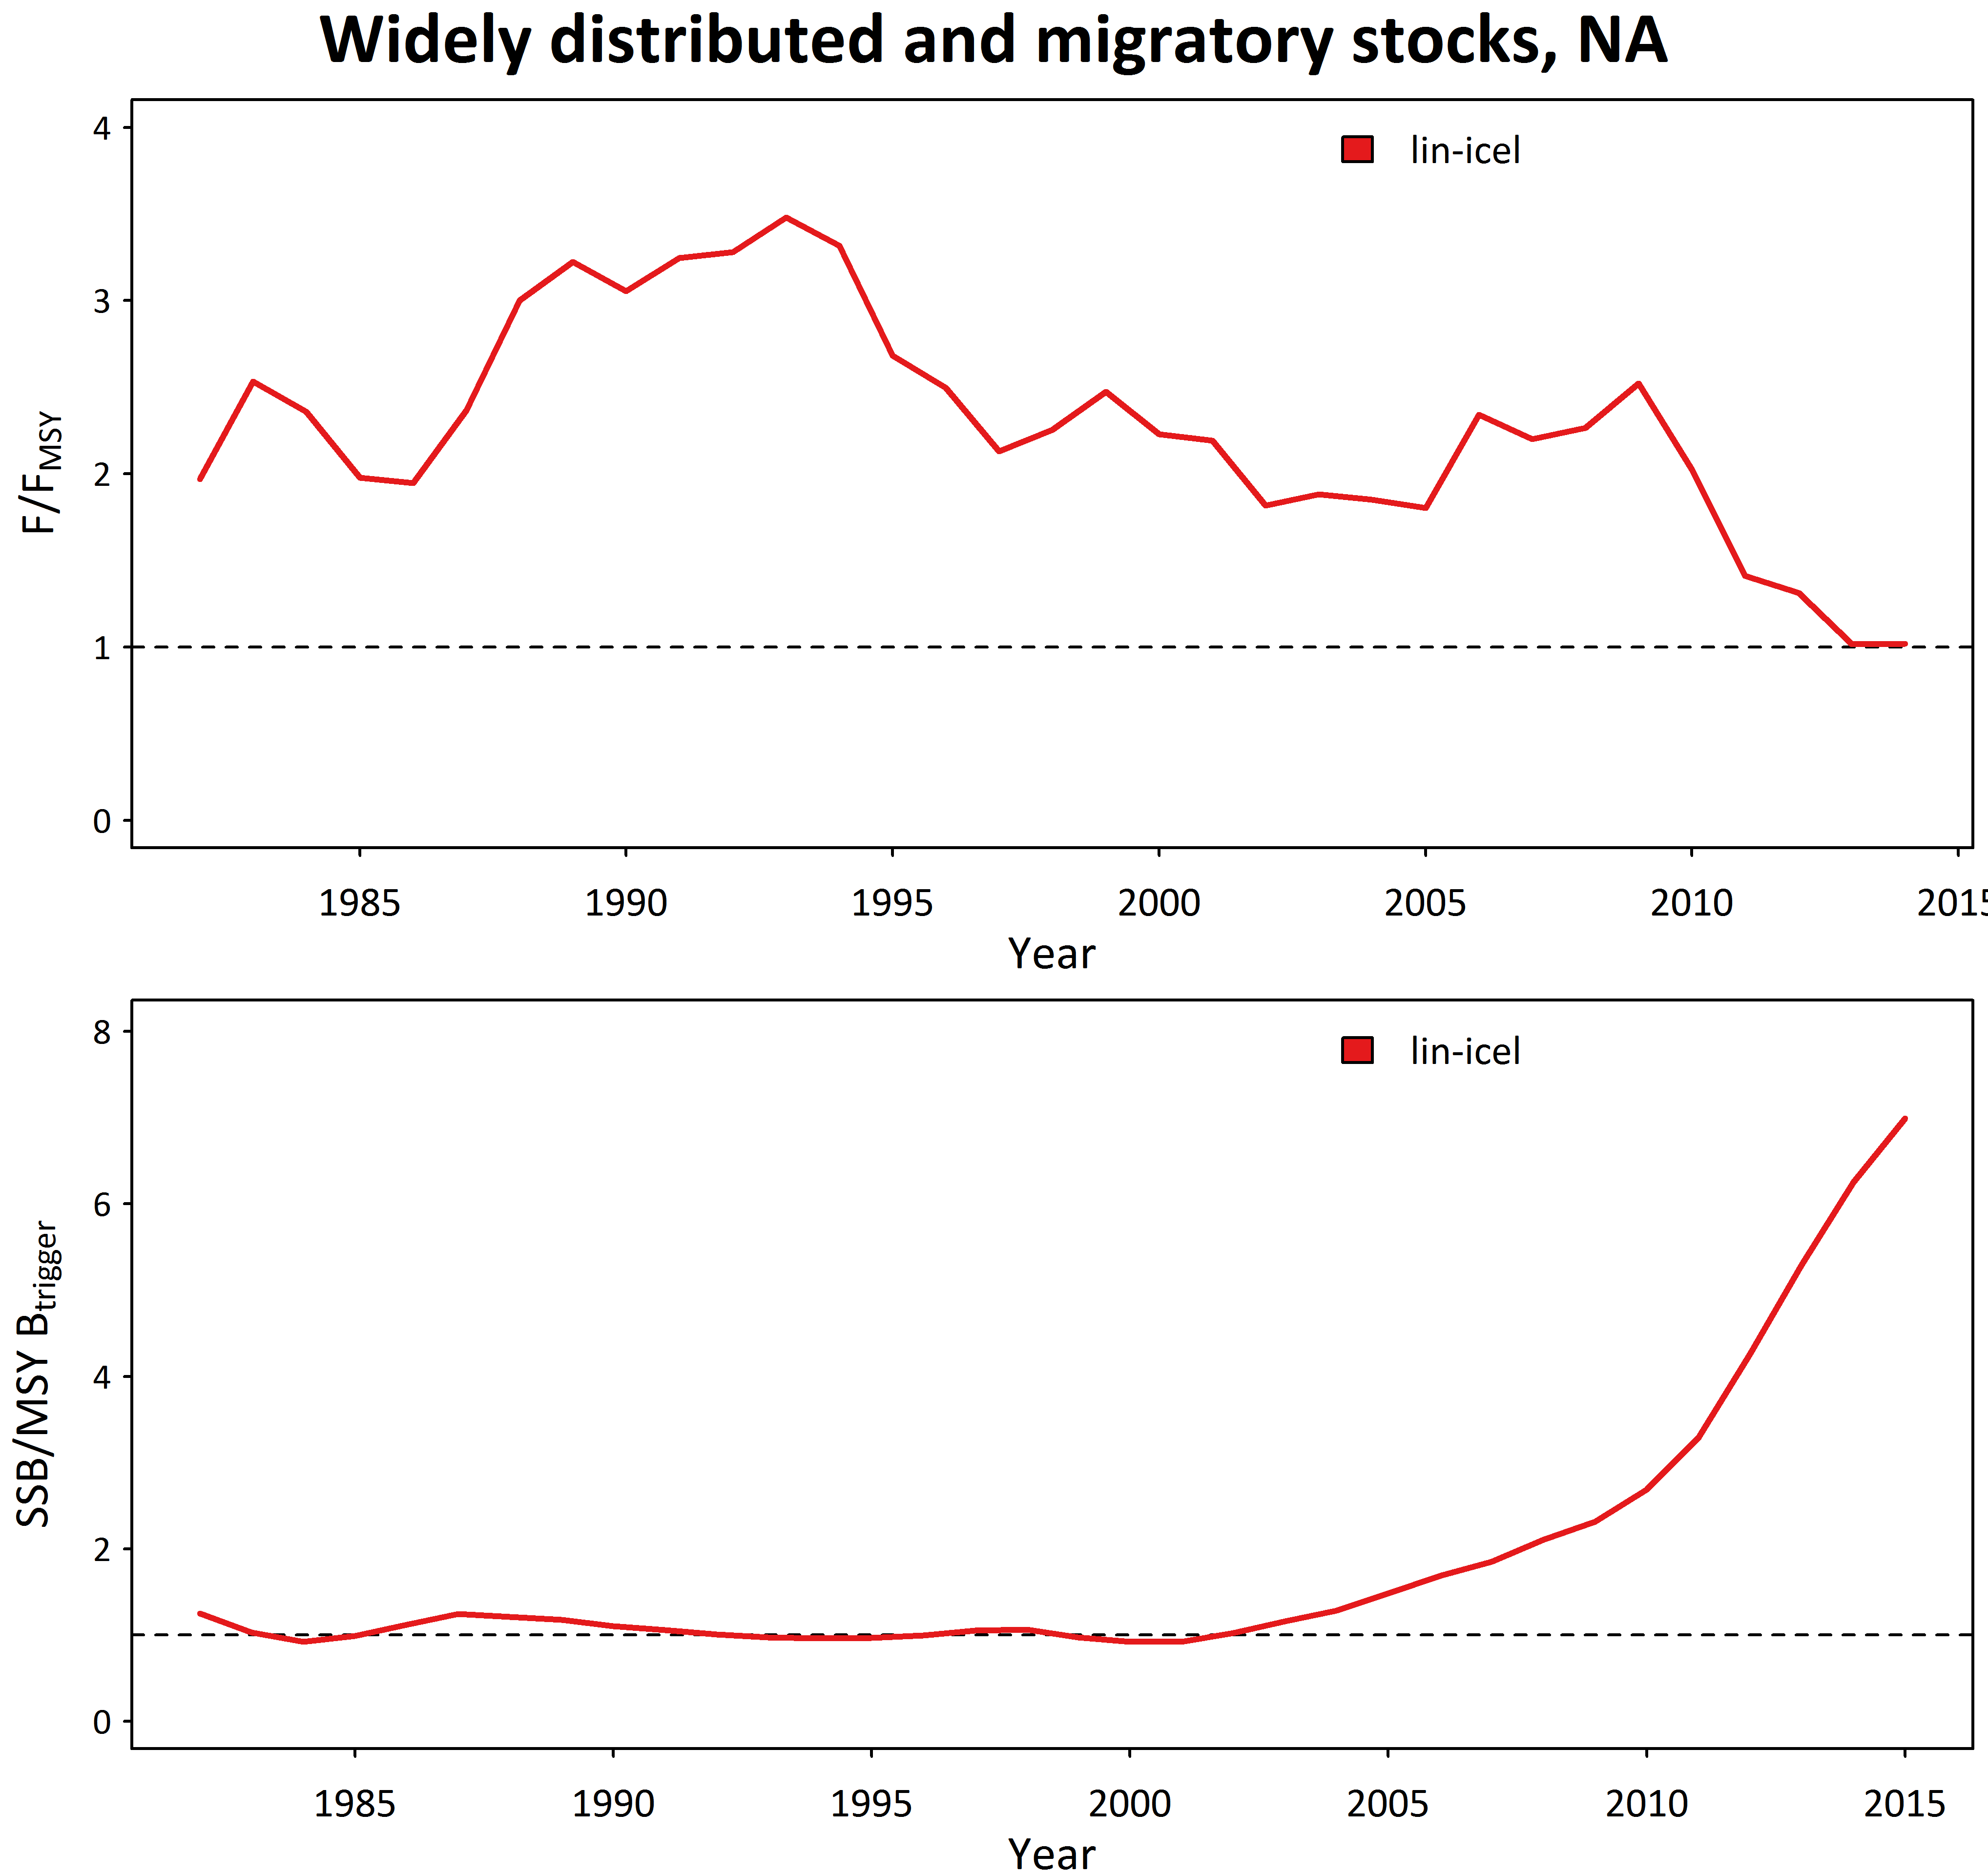 Widely distributed and migratory stocks, NA
4
3
2
1
0
F/FMSY
lin-icel
1985 1990 1995 2000 2005 2010 2015
Year
8
6
4
2
0
SSB/MSY Btrigger
lin-icel
1985 1990 1995 2000 2005 2010 2015
Year